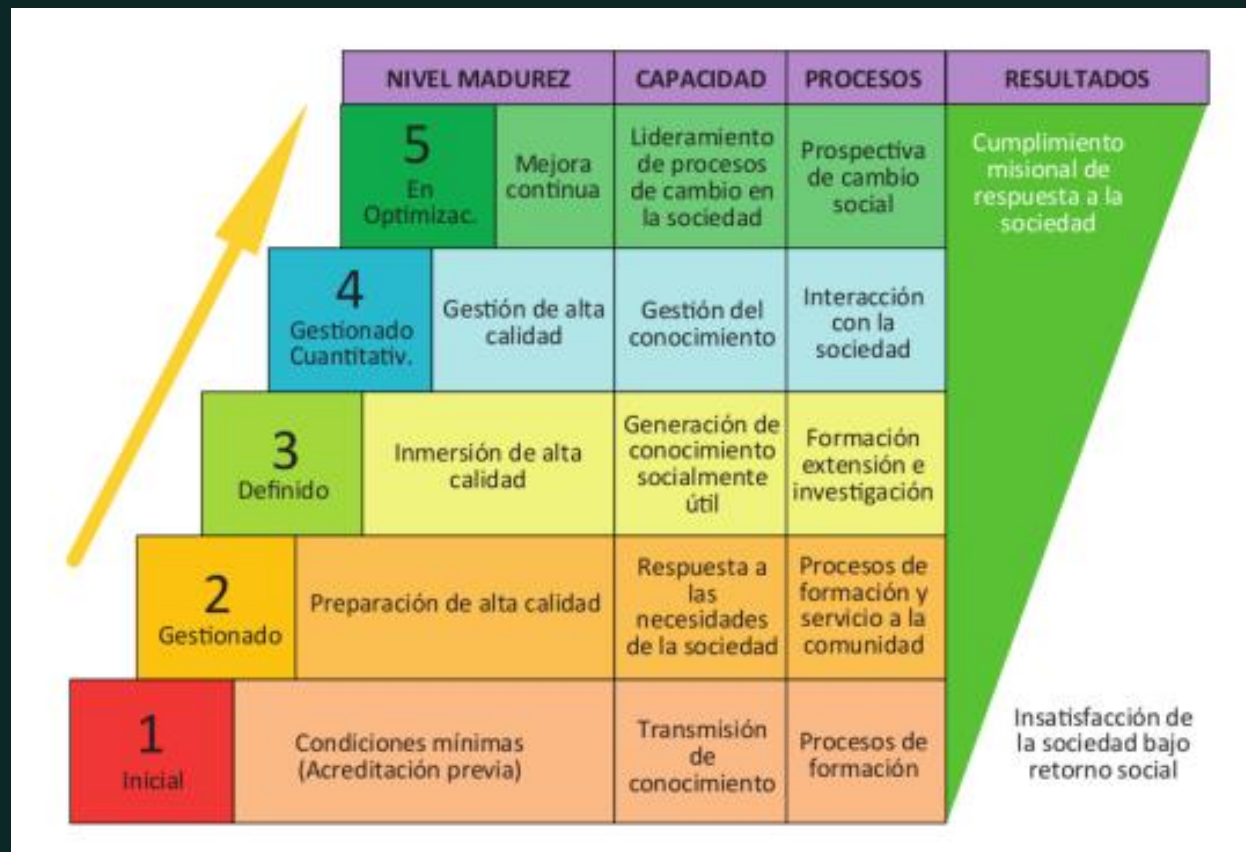 NIVEL MADUREZ
CAPACIDAD
PROCESOS
RESULTADOS
5
En
Optimizac.
Mejora
continua
Lideramiento
de procesos
de cambio en
la sociedad
Prospectiva
de cambio
social
Cumplimiento
misional de
respuesta a la
sociedad
4
Gestionado
Cuantitativ.
Gestión de alta
calidad
Gestión del
conocimiento
Interacción
con la
sociedad
3
Definido
Inmersión de alta
calidad
Generación de
conocimiento
socialmente
útil
Formación
extensión e
investigación
2
Gestionado
Preparación de alta calidad
Respuesta a
las
necesidades
de la sociedad
Procesos de
formación y
servicio a la
comunidad
1
Inicial
Condiciones mínimas
(Acreditación previa)
Transmisión
de
conocimiento
Procesos de
formación
Insatisfacción de
la sociedad bajo
retorno social